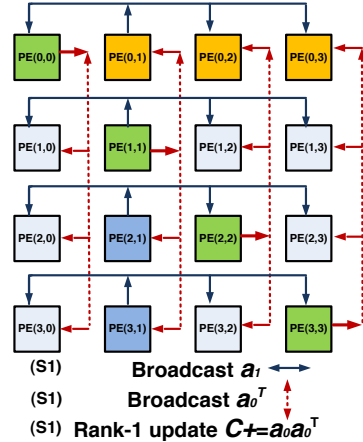 PE(0,0) PE(0,1) PE(0,2) PE(0,3)
PE(1,0) PE(1,1) PE(1,2) PE(1,3)
PE(2,0) PE(2,1) PE(2,2) PE(2,3)
PE(3,0) PE(3,1) PE(3,2) PE(3,3)
(S1) Broadcast a₁
(S1) Broadcast a₀ᵀ
(S1) Rank-1 update C+=a₀a₀ᵀ